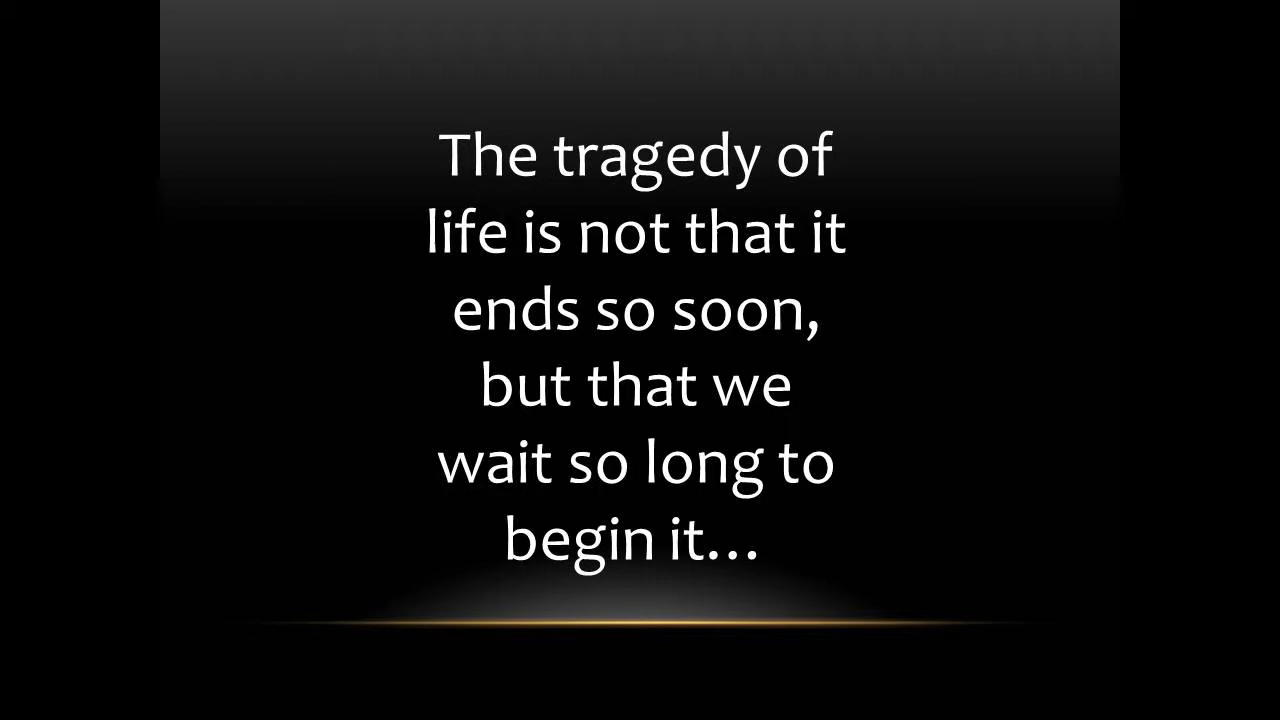 The tragedy of
life is not that it
ends so soon,
but that we
wait so long to
begin it...